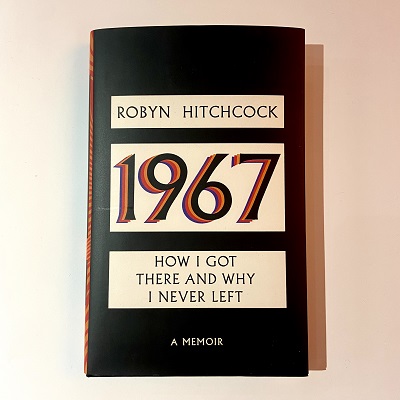 ROBYN HITCHCOCK
1967
HOW I GOT
THERE AND WHY
I NEVER LEFT
A MEMOIR